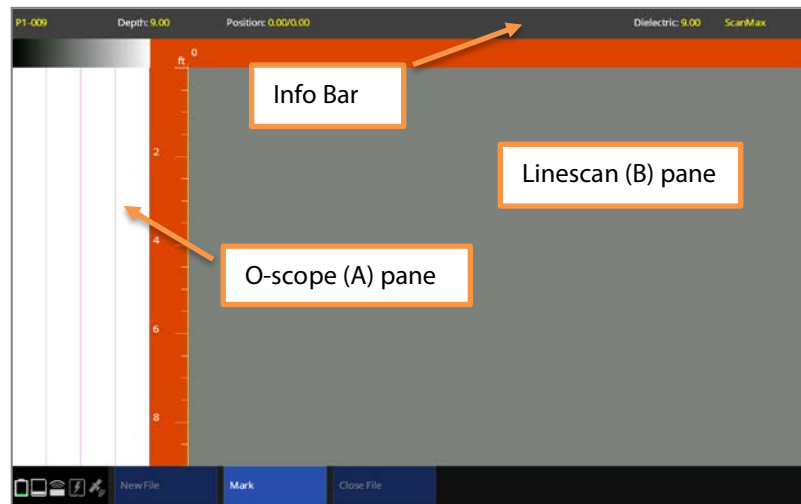 P1-009 Depth: 9.00 Position: 0.00/0.00 Dielectric: 9.00 ScanMax
0
ft
Info Bar
2
Linescan (B) pane
4
O-scope (A) pane
6
8
New File Mark Close File